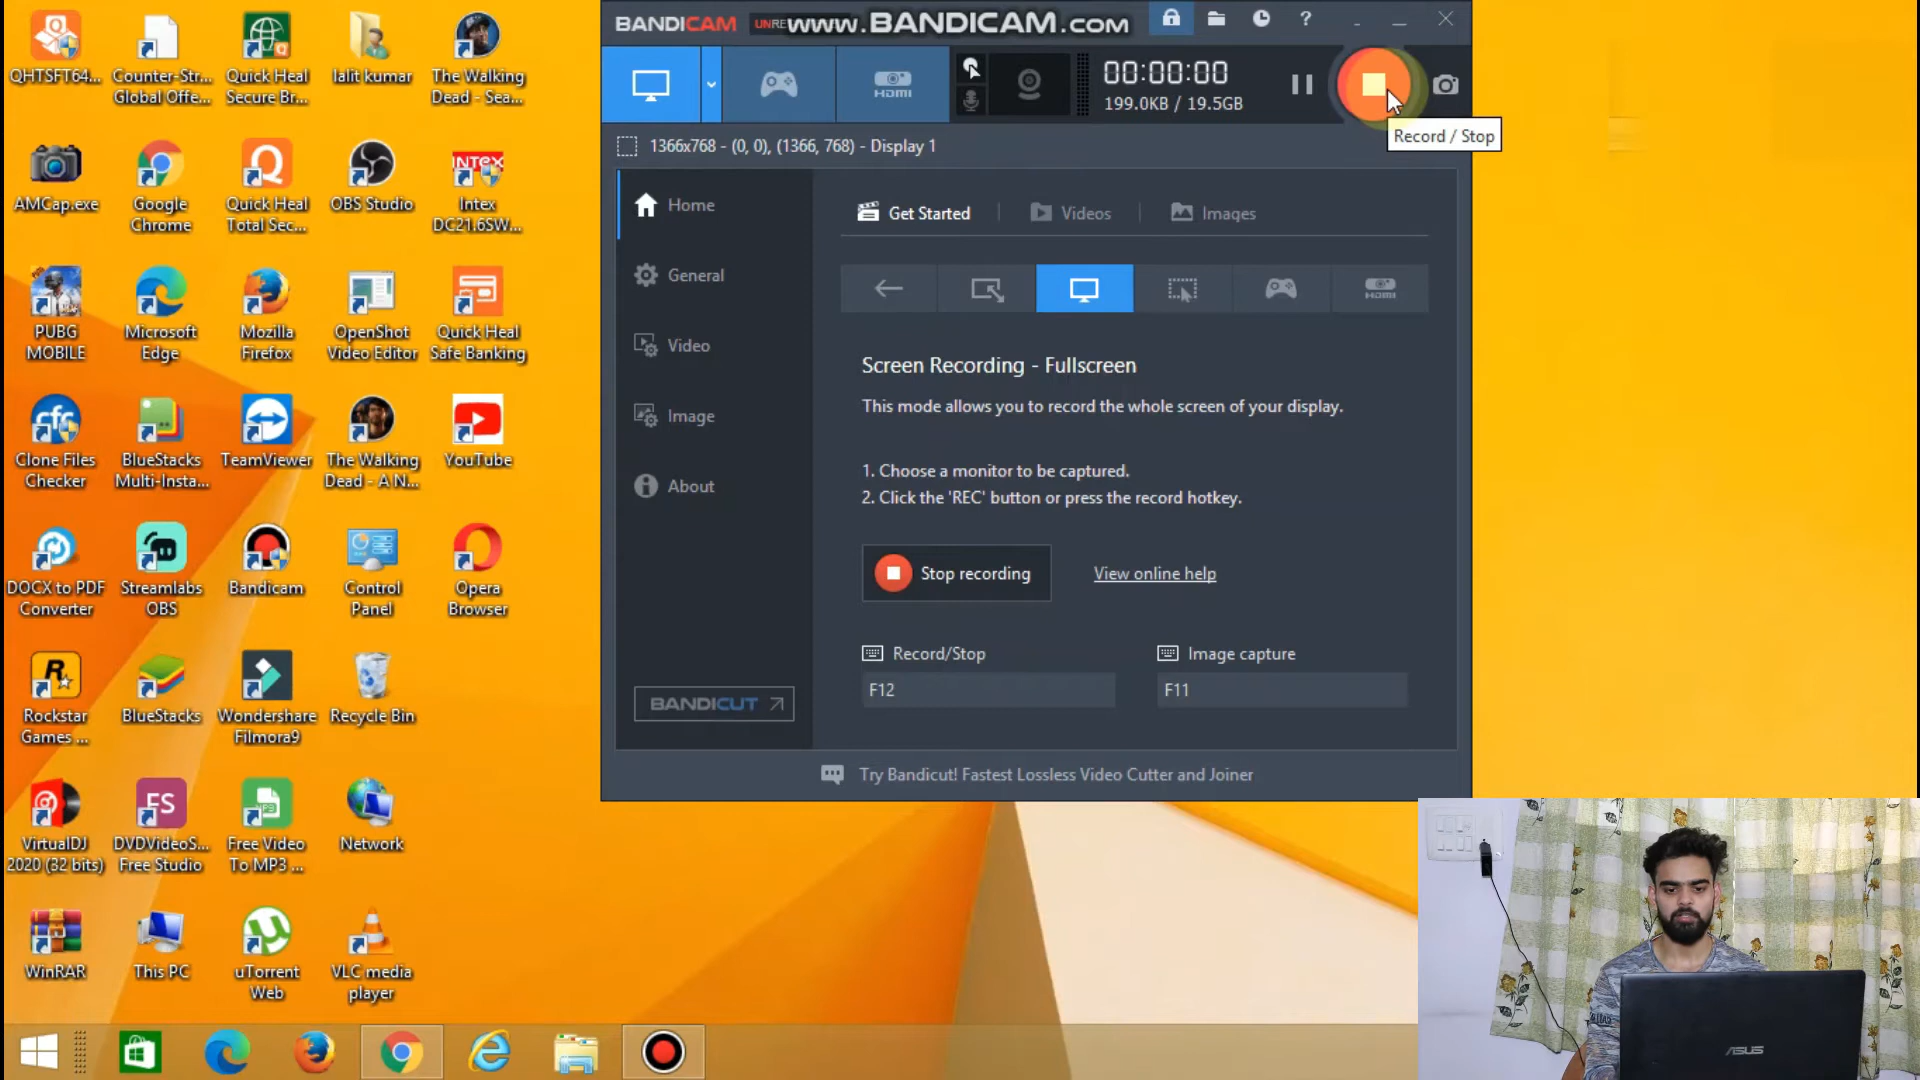 QHTSFT64...
Counter-Str...
Global Offe...
Quick Heal
Secure Br...
lalit kumar
The Walking
Dead - Sea...
AMCap.exe
Google
Chrome
Quick Heal
Total Sec...
OBS Studio
INTEX
Intex
DC21.6SW...
PUBG
MOBILE
Microsoft
Edge
Mozilla
Firefox
OpenShot
Video Editor
Quick Heal
Safe Banking
cfc
Clone Files
Checker
BlueStacks
Multi-Insta...
TeamViewer
The Walking
Dead - A N...
YouTube
DOCX to PDF
Converter
Streamlabs
OBS
Bandicam
Control
Panel
Opera
Browser
Rockstar
Games ...
BlueStacks
Wondershare
Filmora9
Recycle Bin
VirtualDJ
2020 (32 bits)
FS
DVDVideoS...
Free Studio
MP3
Free Video
To MP3 ...
Network
WinRAR
This PC
uTorrent
Web
VLC media
player
BANDICAM
www.BANDICAM.com
HDMI
00:00:00
199.0KB / 19.5GB
Record / Stop
1366x768 - (0, 0), (1366, 768) - Display 1
Home
General
Video
Image
About
BANDICUT
Get Started
Videos
Images
HDMI
Screen Recording - Fullscreen
This mode allows you to record the whole screen of your display.
1. Choose a monitor to be captured.
2. Click the 'REC' button or press the record hotkey.
Stop recording
View online help
Record/Stop
F12
Image capture
F11
Try Bandicut! Fastest Lossless Video Cutter and Joiner
ASUS